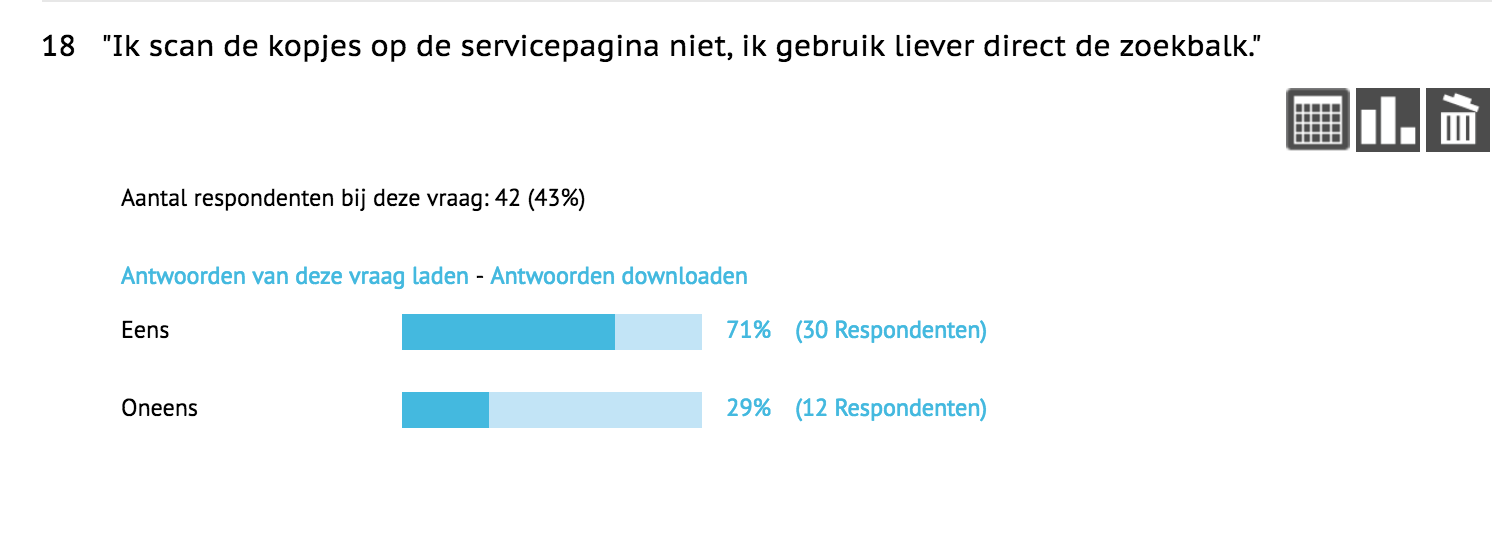 18 "Ik scan de kopjes op de servicepagina niet, ik gebruik liever direct de zoekbalk."
Aantal respondenten bij deze vraag: 42 (43%)
Antwoorden van deze vraag laden - Antwoorden downloaden
Eens 71% (30 Respondenten)
Oneens 29% (12 Respondenten)